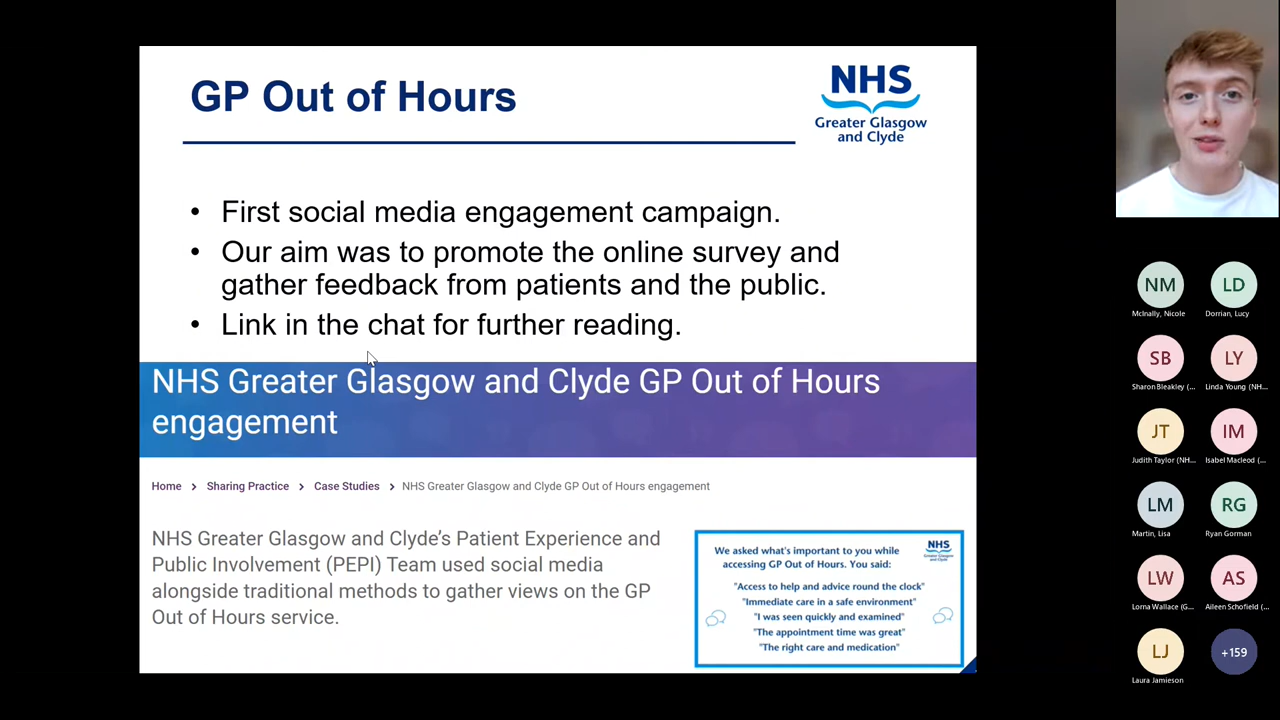 GP Out of Hours
NHS
Greater Glasgow
and Clyde
• First social media engagement campaign.
• Our aim was to promote the online survey and
gather feedback from patients and the public.
• Link in the chat for further reading.
NHS Greater Glasgow and Clyde GP Out of Hours
engagement
Home > Sharing Practice > Case Studies > NHS Greater Glasgow and Clyde GP Out of Hours engagement
NHS Greater Glasgow and Clyde's Patient Experience and
Public Involvement (PEPI) Team used social media
alongside traditional methods to gather views on the GP
Out of Hours service.
We asked what's important to you while
accessing GP Out of Hours. You said:
NHS
Greater Glasgow
and Clyde
"Access to help and advice round the clock"
"Immediate care in a safe environment"
"I was seen quickly and examined"
"The appointment time was great"
"The right care and medication"
NM
McInally, Nicole
LD
Dorrian, Lucy
SB
Sharon Bleakley (...
LY
Linda Young (NH...
JT
Judith Taylor (NH...
IM
Isabel Macleod (...
LM
Martin, Lisa
RG
Ryan Gorman
LW
Lorna Wallace (G...
AS
Aileen Schofield (...
LJ
Laura Jamieson
+159